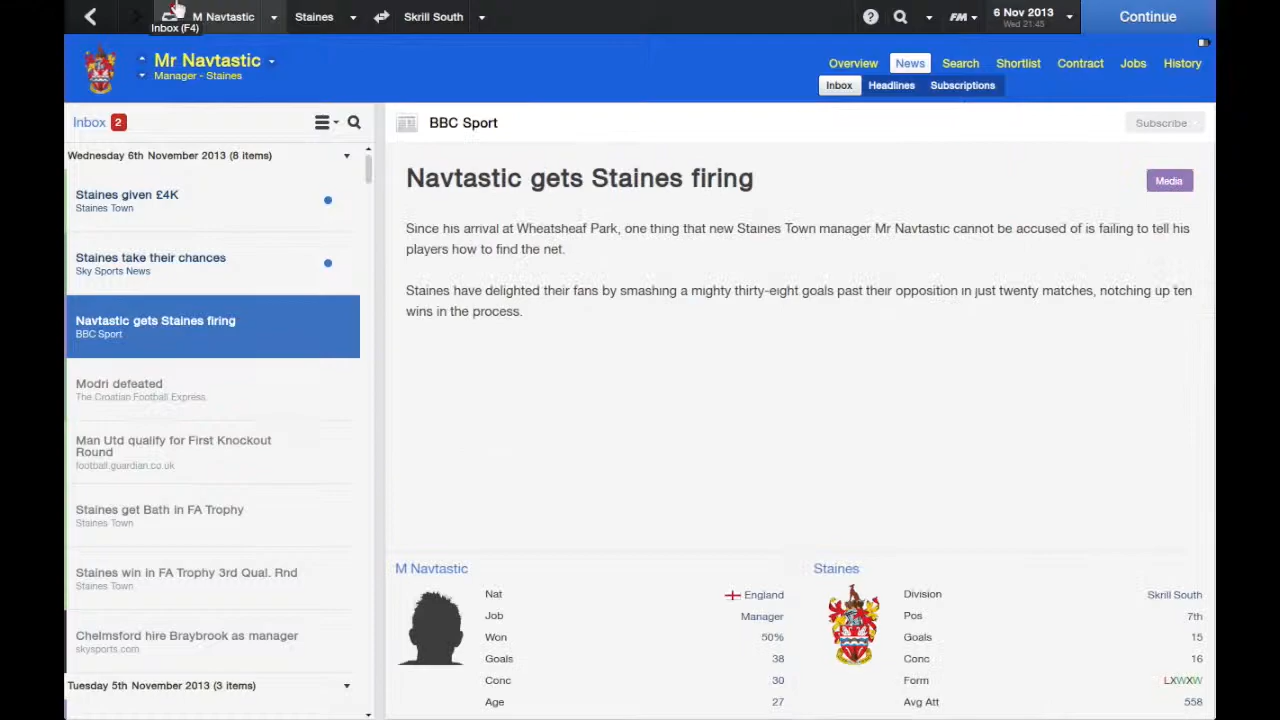 M Navtastic
Staines
Skrill South
FM
6 Nov 2013
Wed 21:45
Continue
Inbox (F4)
Mr Navtastic
Manager - Staines
Overview
News
Search
Shortlist
Contract
Jobs
History
Inbox
Headlines
Subscriptions
Inbox 2
BBC Sport
Subscribe
Wednesday 6th November 2013 (8 items)
Staines given £4K
Staines Town
Staines take their chances
Sky Sports News
Navtastic gets Staines firing
BBC Sport
Modri defeated
The Croatian Football Express
Man Utd qualify for First Knockout
Round
football.guardian.co.uk
Staines get Bath in FA Trophy
Staines Town
Staines win in FA Trophy 3rd Qual. Rnd
Staines Town
Chelmsford hire Braybrook as manager
skysports.com
Tuesday 5th November 2013 (3 items)
Navtastic gets Staines firing
Media
Since his arrival at Wheatsheaf Park, one thing that new Staines Town manager Mr Navtastic cannot be accused of is failing to tell his
players how to find the net.
Staines have delighted their fans by smashing a mighty thirty-eight goals past their opposition in just twenty matches, notching up ten
wins in the process.
M Navtastic
Nat England
Job Manager
Won 50%
Goals 38
Conc 30
Age 27
Staines
Division Skrill South
Pos 7th
Goals 15
Conc 16
Form LXWXW
Avg Att 558